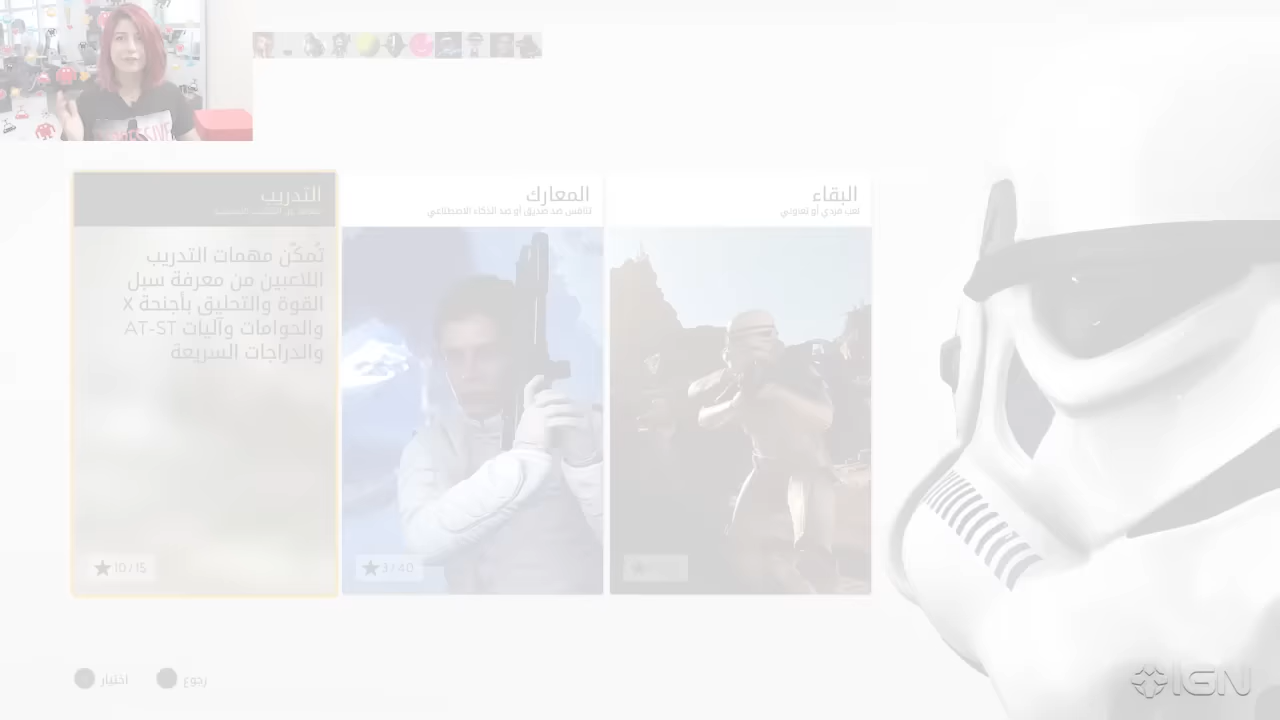 التدريب
تُمكّن مهمات التدريب
اللاعبين من معرفة سبل
القوة والتحليق بأجنحة X
والحوامات وآليات AT-ST
والدراجات السريعة
10/15
المعارك
تنافس ضد صديق أو ضد الذكاء الاصطناعي
3/40
البقاء
لعب فردي أو تعاوني
اختيار
رجوع
IGN